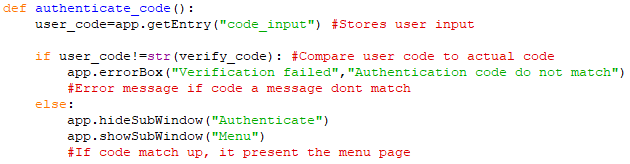 def authenticate_code():
    user_code=app.getEntry("code_input") #Stores user input
    if user_code!=str(verify_code): #Compare user code to actual code
        app.errorBox("Verification failed","Authentication code do not match")
        #Error message if code a message dont match
    else:
        app.hideSubWindow("Authenticate")
        app.showSubWindow("Menu")
        #If code match up, it present the menu page